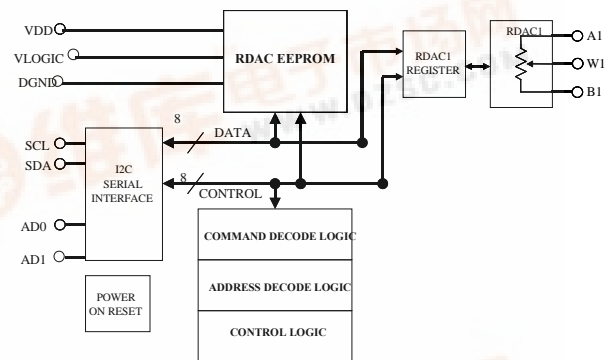 VDD
VLOGIC
DGND
RDAC EEPROM
RDAC1
REGISTER
RDAC1
A1
W1
B1
8
DATA
SCL
SDA
AD0
AD1
I2C
SERIAL
INTERFACE
8
CONTROL
COMMAND DECODE LOGIC
ADDRESS DECODE LOGIC
CONTROL LOGIC
POWER
ON RESET